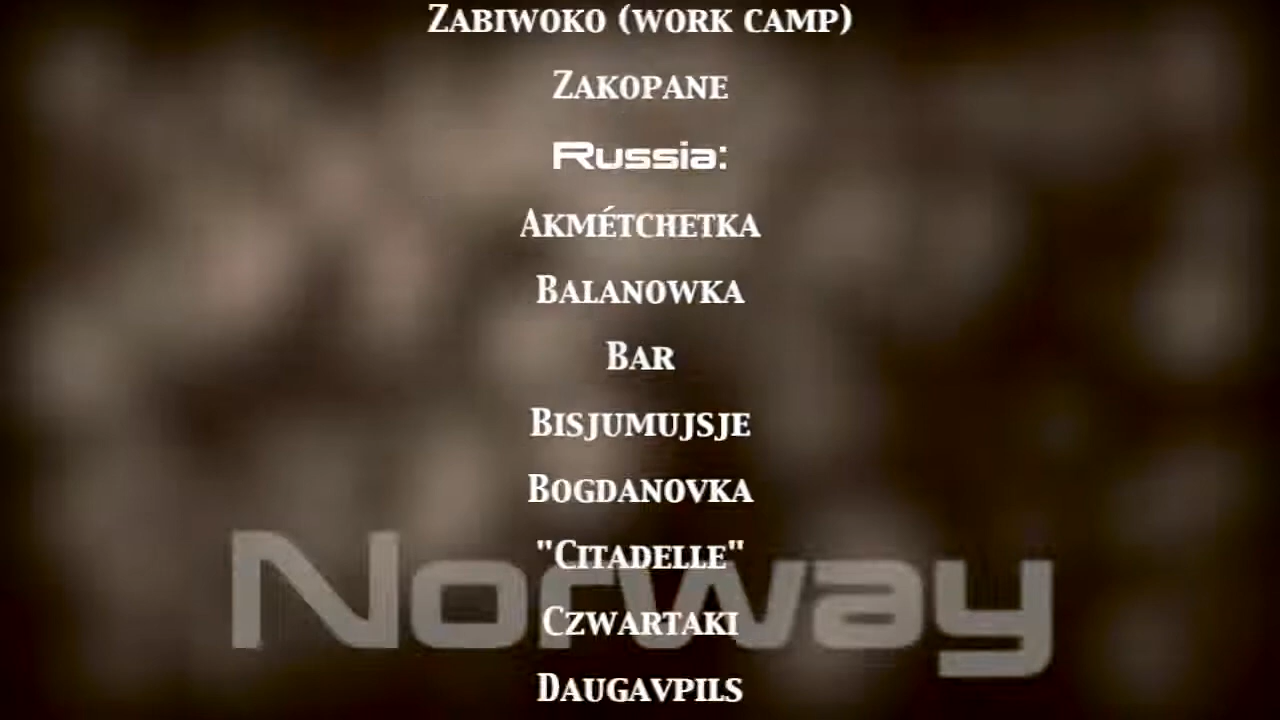 Zabiwoko (work camp)
Zakopane
Russia:
Akmétchetka
Balanowka
Bar
Bisjumujsje
Bogdanovka
"Citadelle"
Norway
Czwartaki
Daugavpils